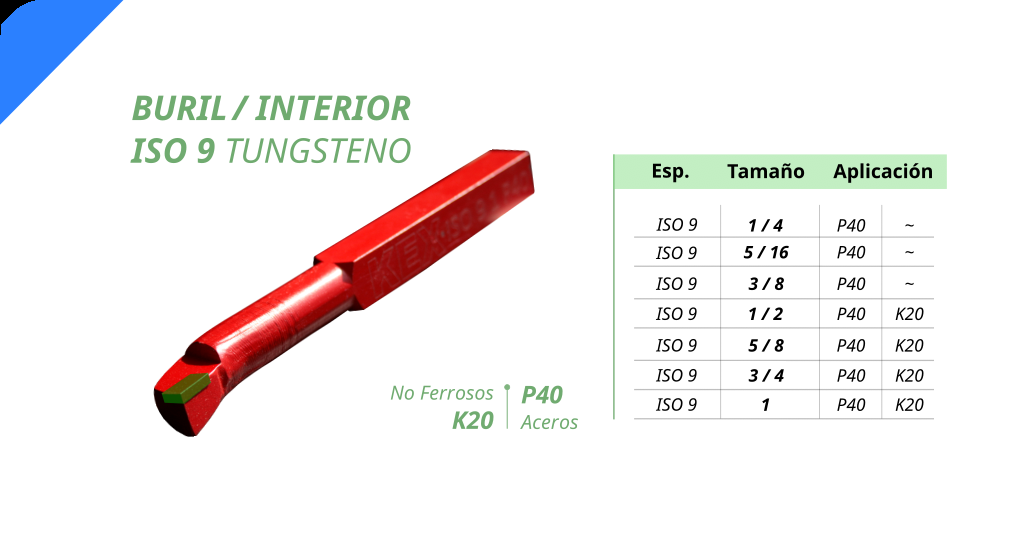 BURIL / INTERIOR
ISO 9 TUNGSTENO
No Ferrosos
K20
P40
Aceros
Esp. Tamaño Aplicación
ISO 9 1 / 4 P40 ~
ISO 9 5 / 16 P40 ~
ISO 9 3 / 8 P40 ~
ISO 9 1 / 2 P40 K20
ISO 9 5 / 8 P40 K20
ISO 9 3 / 4 P40 K20
ISO 9 1 P40 K20